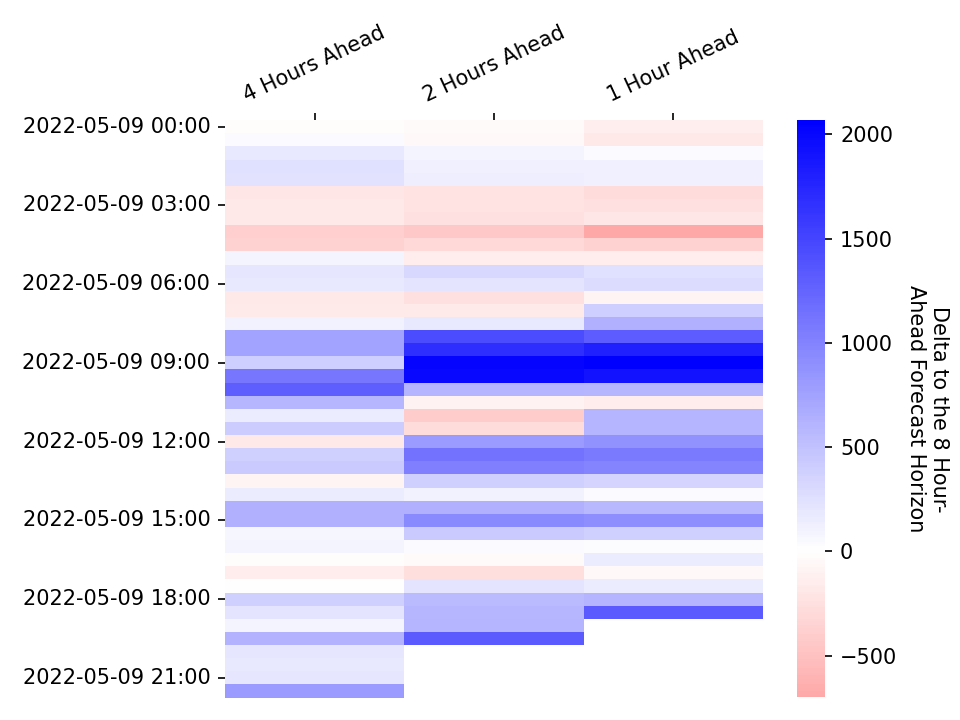 4 Hours Ahead
2 Hours Ahead
1 Hour Ahead
2022-05-09 00:00
2022-05-09 03:00
2022-05-09 06:00
2022-05-09 09:00
2022-05-09 12:00
2022-05-09 15:00
2022-05-09 18:00
2022-05-09 21:00
2000
1500
1000
500
0
−500
Delta to the 8 Hour-
Ahead Forecast Horizon